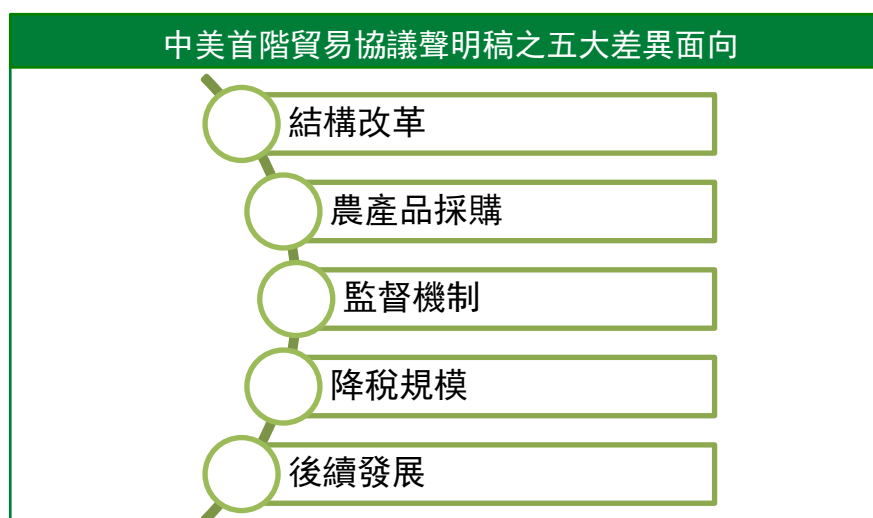 中美首階貿易協議聲明稿之五大差異面向
結構改革
農產品採購
監督機制
降稅規模
後續發展